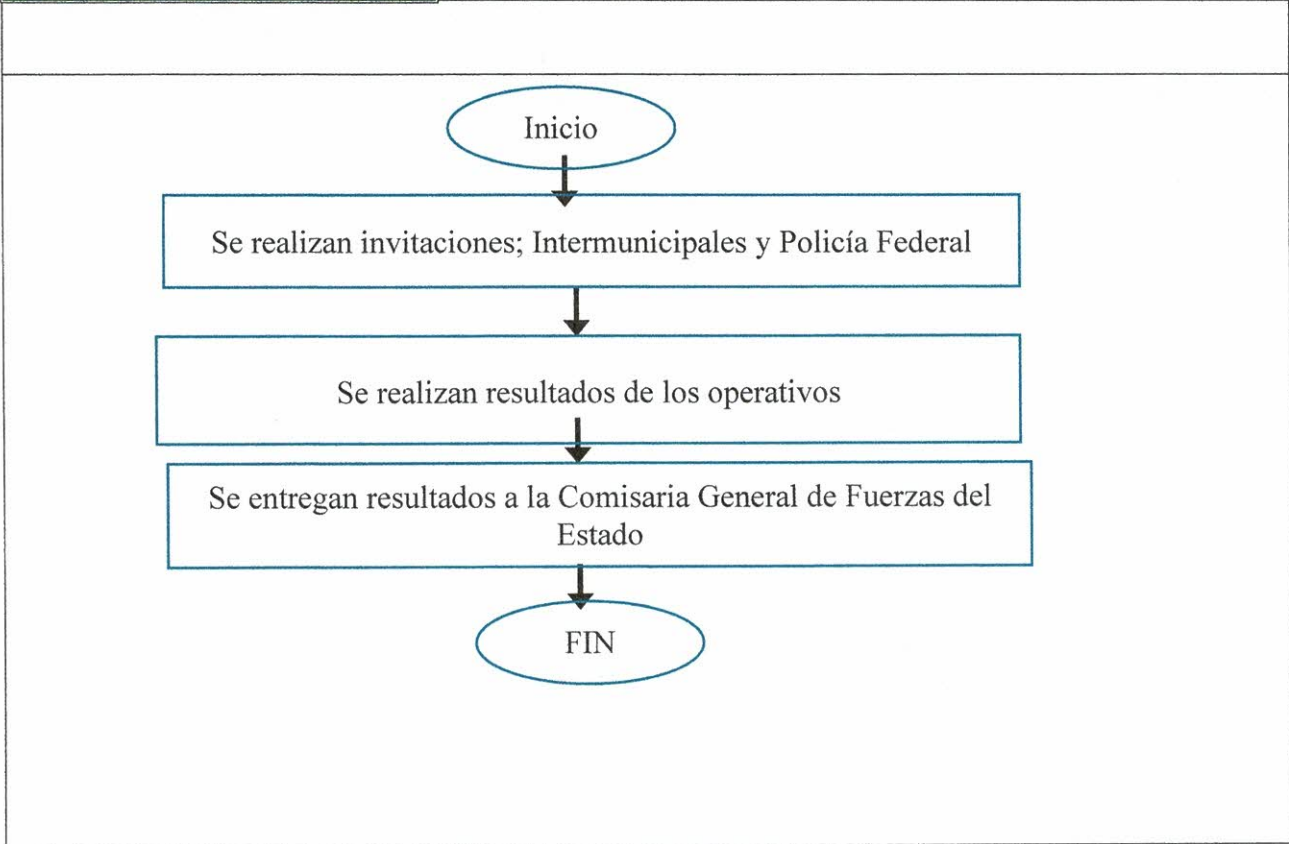 Inicio
Se realizan invitaciones; Intermunicipales y Policía Federal
Se realizan resultados de los operativos
Se entregan resultados a la Comisaria General de Fuerzas del
Estado
FIN